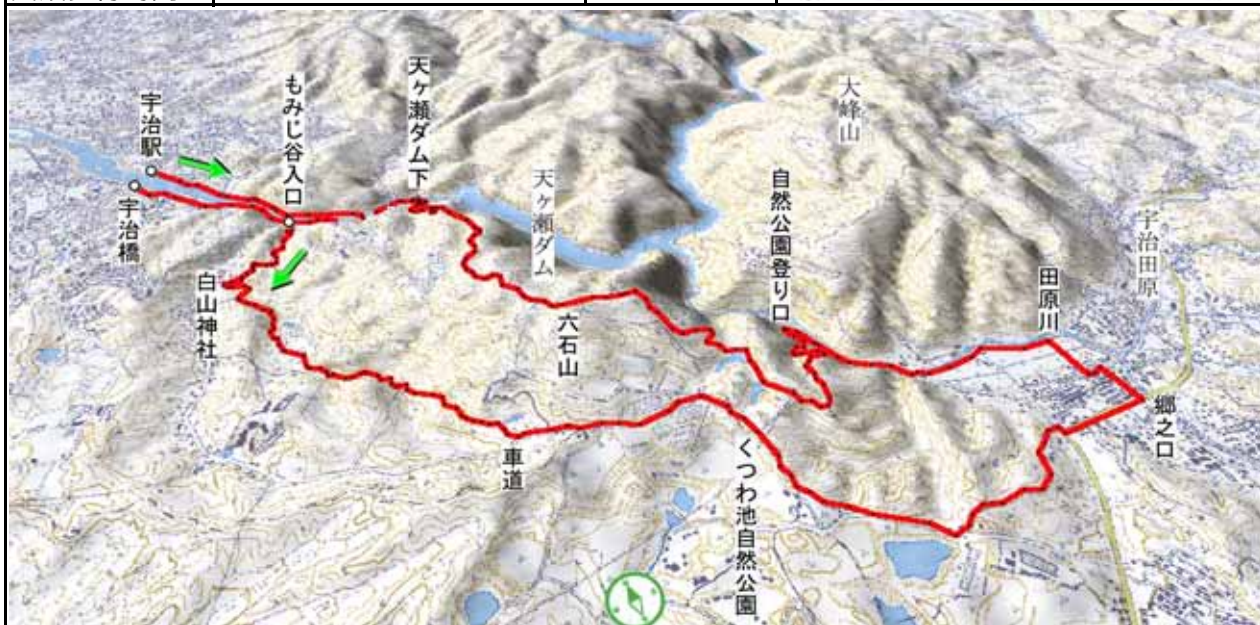 宇治駅
宇治橋
もみじ谷入口
天ヶ瀬ダム下
白山神社
天ヶ瀬ダム
六石山
車道
大峰山
自然公園登り口
くつわ池自然公園
田原川
宇治田原
郷之口